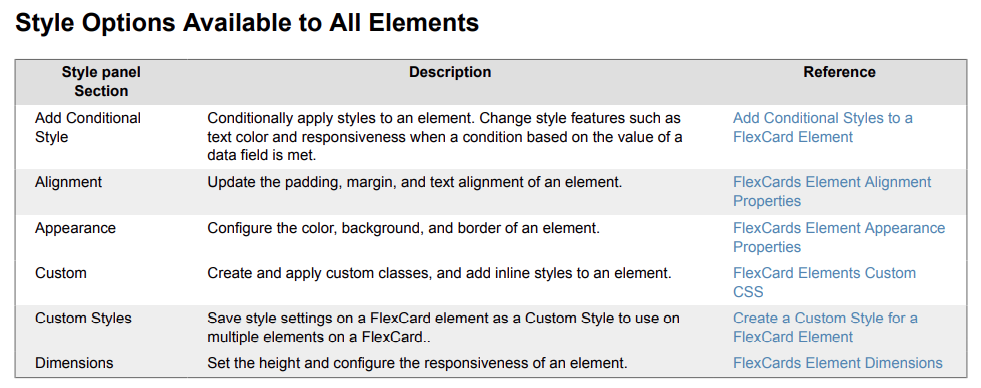 Style Options Available to All Elements
Style panel Section
Description
Reference
Add Conditional Style
Conditionally apply styles to an element. Change style features such as
text color and responsiveness when a condition based on the value of a
data field is met.
Add Conditional Styles to a
FlexCard Element
Alignment
Update the padding, margin, and text alignment of an element.
FlexCards Element Alignment
Properties
Appearance
Configure the color, background, and border of an element.
FlexCards Element Appearance
Properties
Custom
Create and apply custom classes, and add inline styles to an element.
FlexCard Elements Custom
CSS
Custom Styles
Save style settings on a FlexCard element as a Custom Style to use on
multiple elements on a FlexCard..
Create a Custom Style for a
FlexCard Element
Dimensions
Set the height and configure the responsiveness of an element.
FlexCards Element Dimensions